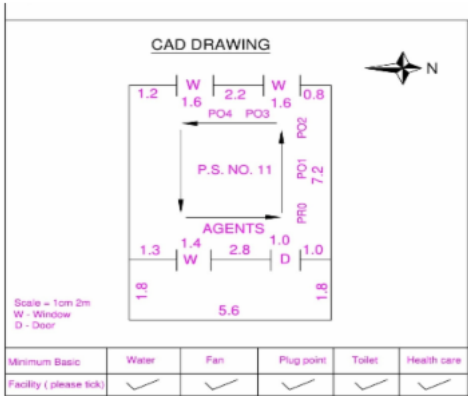 CAD DRAWING
N
1.2 W 2.2 W 0.8
1.6 1.6
PO4 PO3 PO2
P.S. NO. 11 PO1 7.2
PR0
AGENTS
1.3 1.4 2.8 1.0 1.0
W D
1.8 5.6 1.8
Scale = 1cm 2m
W - Window
D - Door
Minimum Basic Water Fan Plug point Toilet Health care
Facility ( please tick)